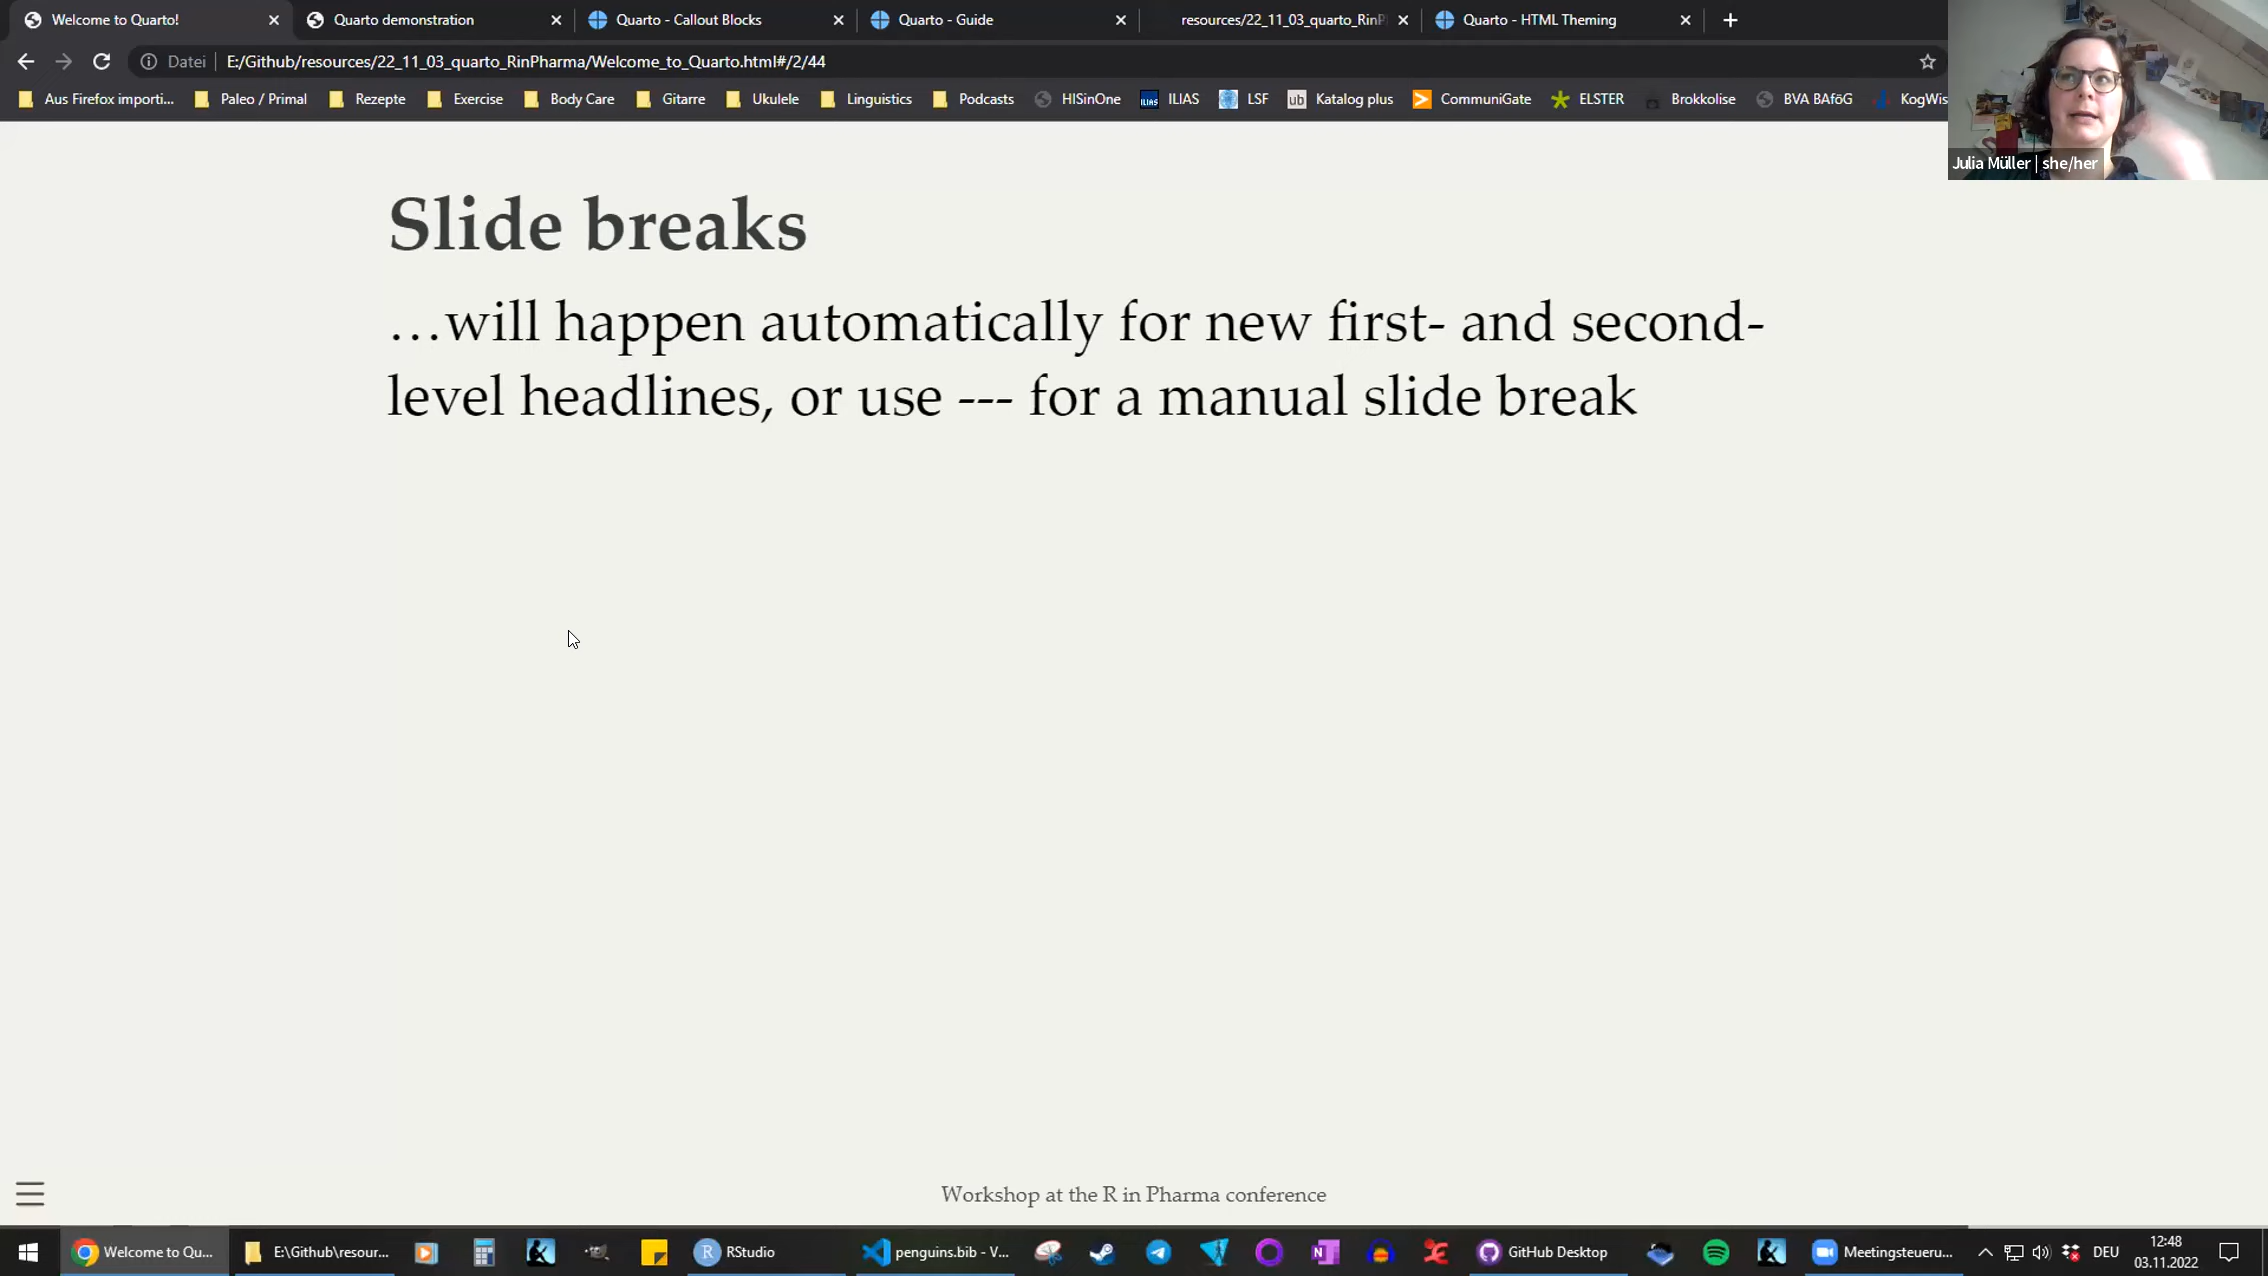 Welcome to Quarto!
Quarto demonstration
Quarto - Callout Blocks
Quarto - Guide
resources/22_11_03_quarto_RinP
Quarto - HTML Theming
Datei
E:/Github/resources/22_11_03_quarto_RinPharma/Welcome_to_Quarto.html#/2/44
Aus Firefox importi...
Paleo / Primal
Rezepte
Exercise
Body Care
Gitarre
Ukulele
Linguistics
Podcasts
HISinOne
ILIAS
LSF
ub
Katalog plus
CommuniGate
ELSTER
Brokkolise
BVA BAföG
KogWis
Julia Müller | she/her
Slide breaks
…will happen automatically for new first- and second-
level headlines, or use --- for a manual slide break
Workshop at the R in Pharma conference
Welcome to Qu...
E:\Github\resour...
RStudio
penguins.bib - V...
GitHub Desktop
Meetingsteueru...
DEU
12:48
03.11.2022